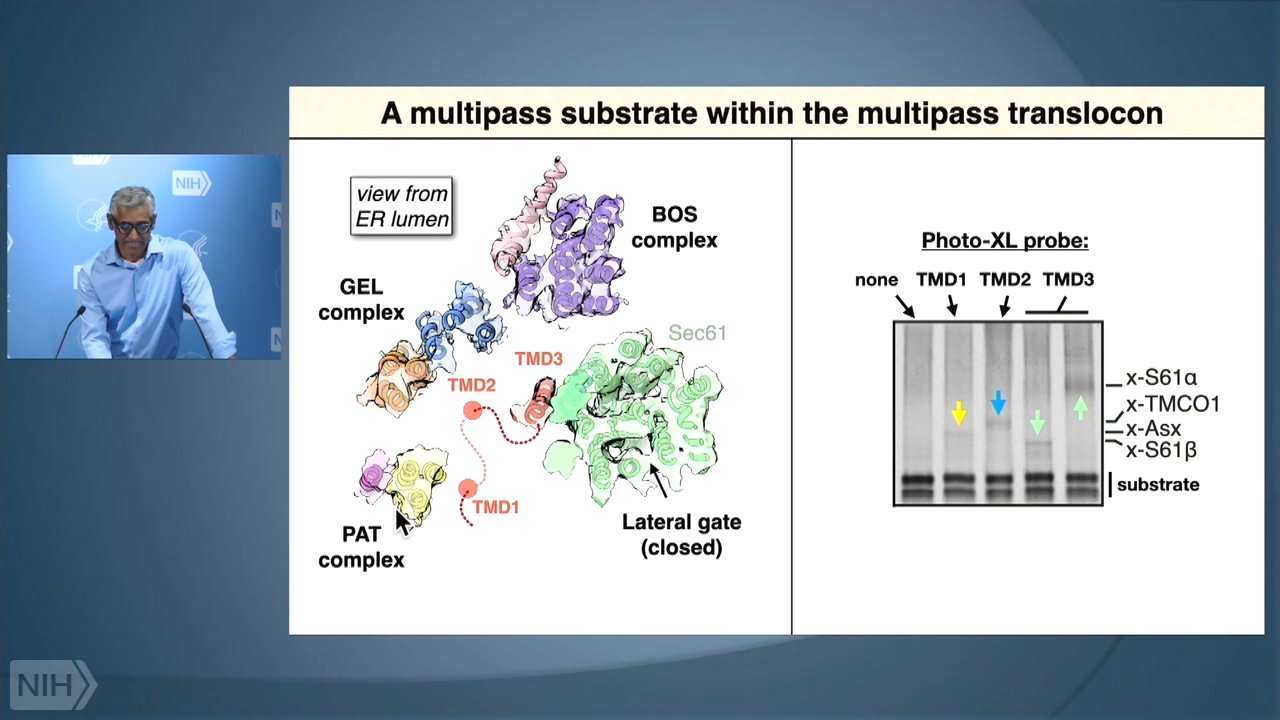 A multipass substrate within the multipass translocon
view from
ER lumen
BOS
complex
GEL
complex
Sec61
TMD3
TMD2
TMD1
PAT
complex
Lateral gate
(closed)
Photo-XL probe:
none TMD1 TMD2 TMD3
x-S61α
x-TMCO1
x-Asx
x-S61β
substrate
NIH
NIH